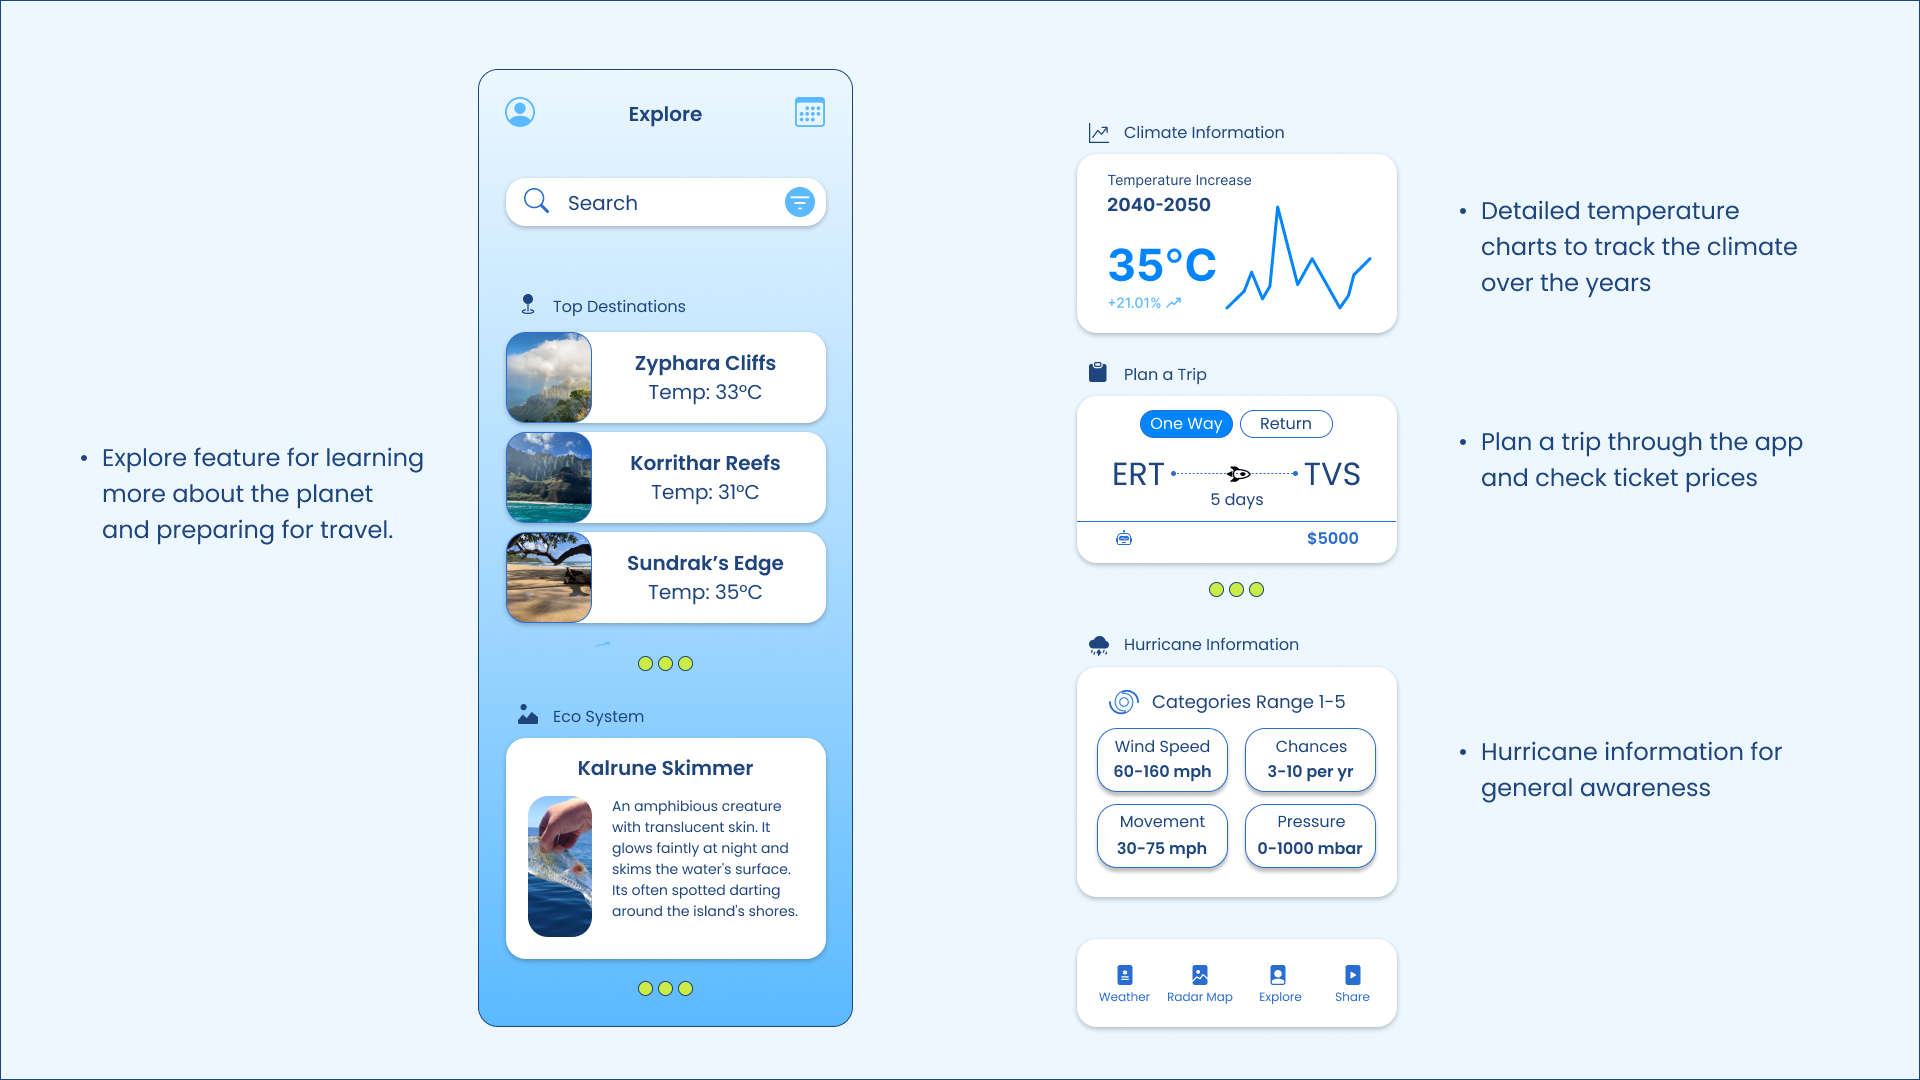 • Explore feature for learning
more about the planet
and preparing for travel.
Explore
Search
Top Destinations
Zyphara Cliffs
Temp: 33°C
Korrithar Reefs
Temp: 31°C
Sundrak’s Edge
Temp: 35°C
Eco System
Kalrune Skimmer
An amphibious creature
with translucent skin. It
glows faintly at night and
skims the water's surface.
Its often spotted darting
around the island's shores.
Climate Information
Temperature Increase
2040-2050
35°C
+21.01%
• Detailed temperature
charts to track the climate
over the years
Plan a Trip
One Way Return
ERT TVS
5 days
$5000
• Plan a trip through the app
and check ticket prices
Hurricane Information
Categories Range 1-5
Wind Speed
60-160 mph
Chances
3-10 per yr
Movement
30-75 mph
Pressure
0-1000 mbar
• Hurricane information for
general awareness
Weather Radar Map Explore Share